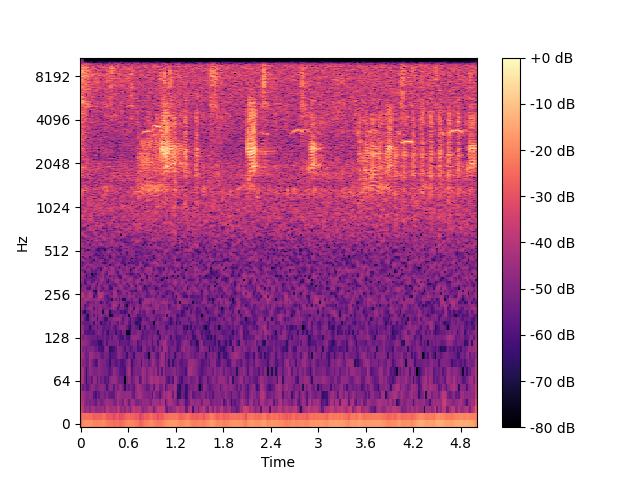 8192
4096
2048
1024
512
256
128
64
0
Hz
0
0.6
1.2
1.8
2.4
3
3.6
4.2
4.8
Time
+0 dB
-10 dB
-20 dB
-30 dB
-40 dB
-50 dB
-60 dB
-70 dB
-80 dB